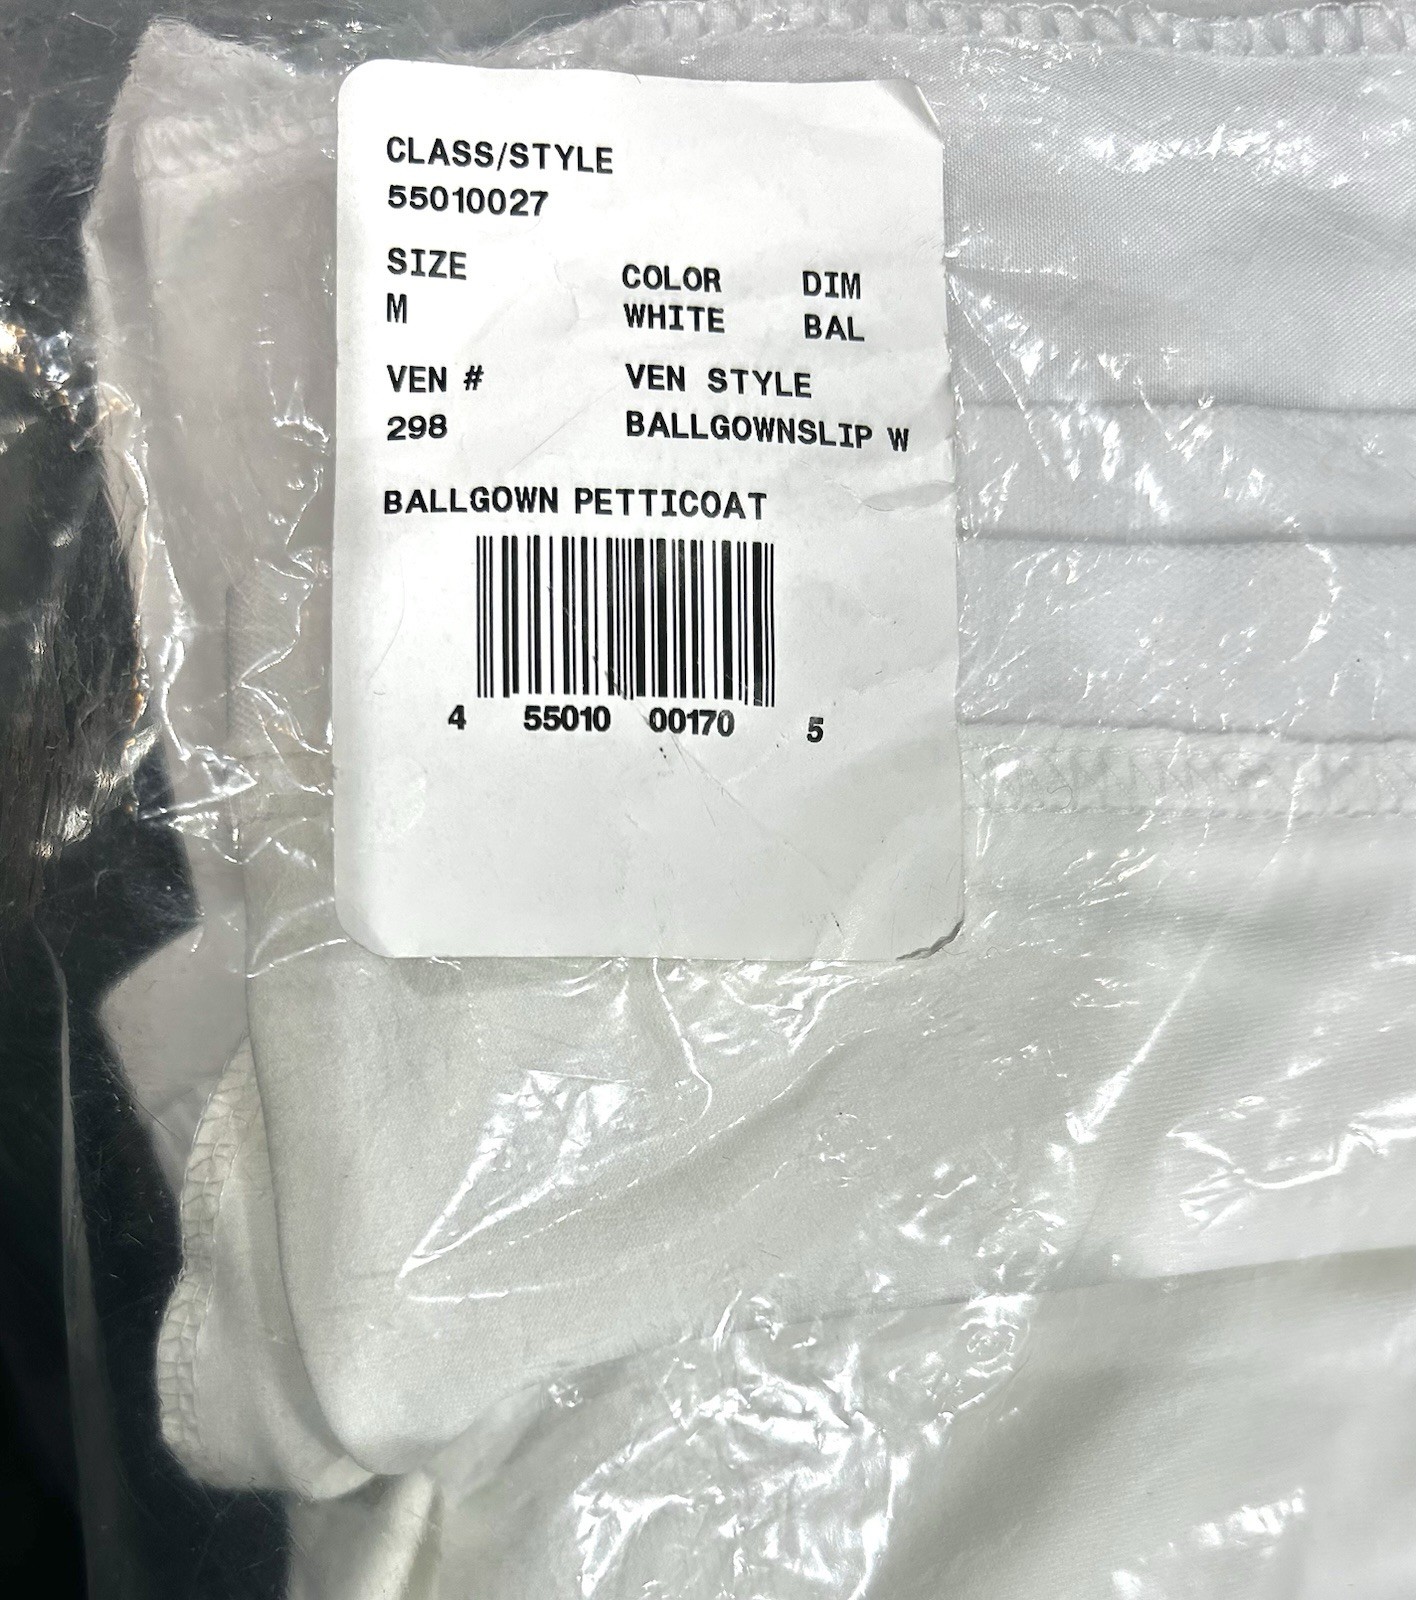 CLASS/STYLE
55010027
SIZE COLOR DIM
M WHITE BAL
VEN # VEN STYLE
298 BALLGOWNSLIP W
BALLGOWN PETTICOAT
4 55010 00170 5